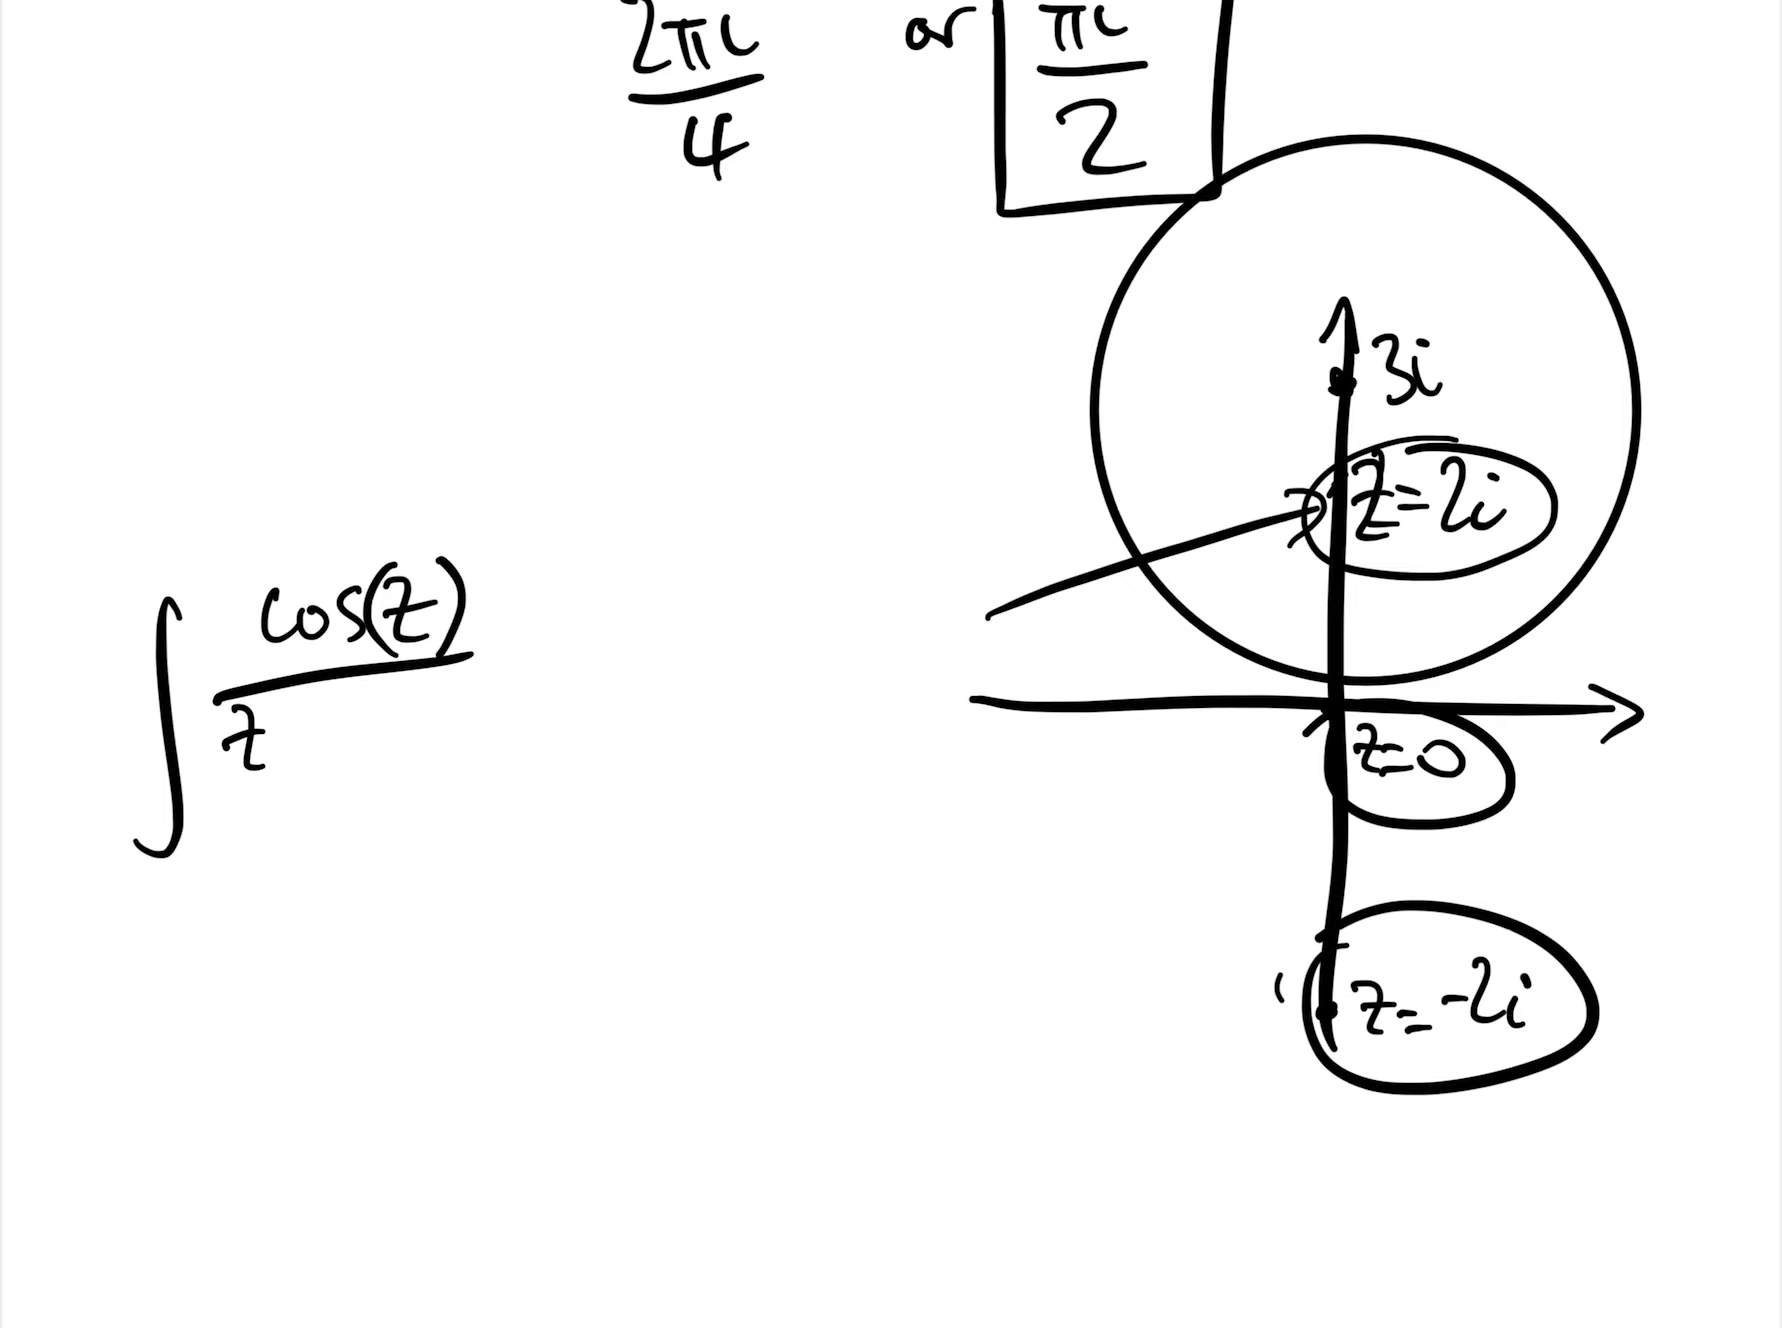 2πi/4 or πi/2
3i
z=2i
∫ cos(z)/z
z=0
z=-2i